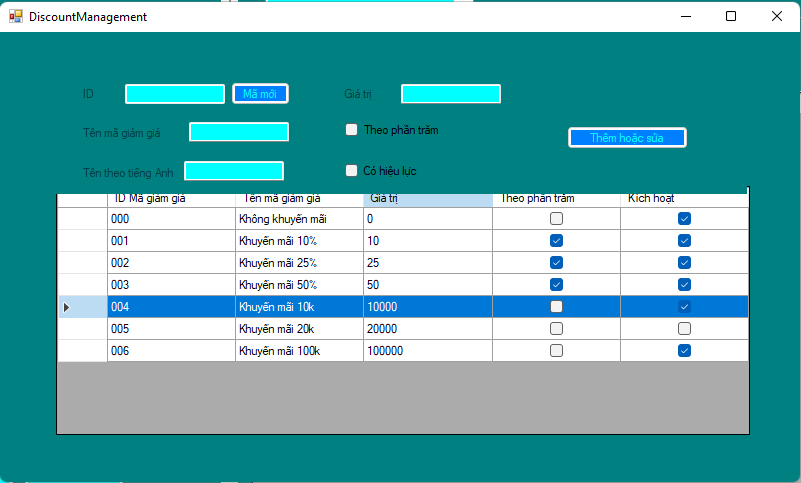 DiscountManagement
ID Mã mới Giá trị
Tên mã giảm giá Theo phần trăm Thêm hoặc sửa
Tên theo tiếng Anh Có hiệu lực
ID Mã giảm giá Tên mã giảm giá Giá trị Theo phần trăm Kích hoạt
000 Không khuyến mãi 0
001 Khuyến mãi 10% 10
002 Khuyến mãi 25% 25
003 Khuyến mãi 50% 50
004 Khuyến mãi 10k 10000
005 Khuyến mãi 20k 20000
006 Khuyến mãi 100k 100000